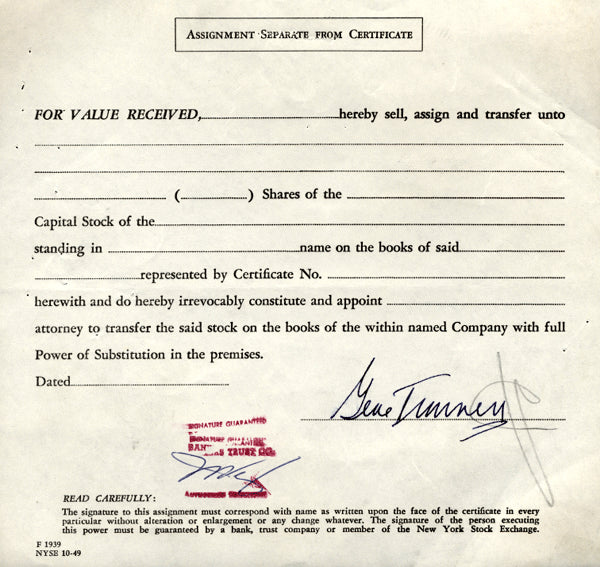 ASSIGNMENT SEPARATE FROM CERTIFICATE
FOR VALUE RECEIVED, hereby sell, assign and transfer unto
( ) Shares of the
Capital Stock of the
standing in name on the books of said
represented by Certificate No.
herewith and do hereby irrevocably constitute and appoint
attorney to transfer the said stock on the books of the within named Company with full
Power of Substitution in the premises.
Dated
Gene Tunney
SIGNATURE GUARANTEED
SIGNATURE GUARANTEED
TRUST CO.
READ CAREFULLY:
The signature to this assignment must correspond with name as written upon the face of the certificate in every
particular without alteration or enlargement or any change whatever. The signature of the person executing
this power must be guaranteed by a bank, trust company or member of the New York Stock Exchange.
F 1939
NYSE 10-49